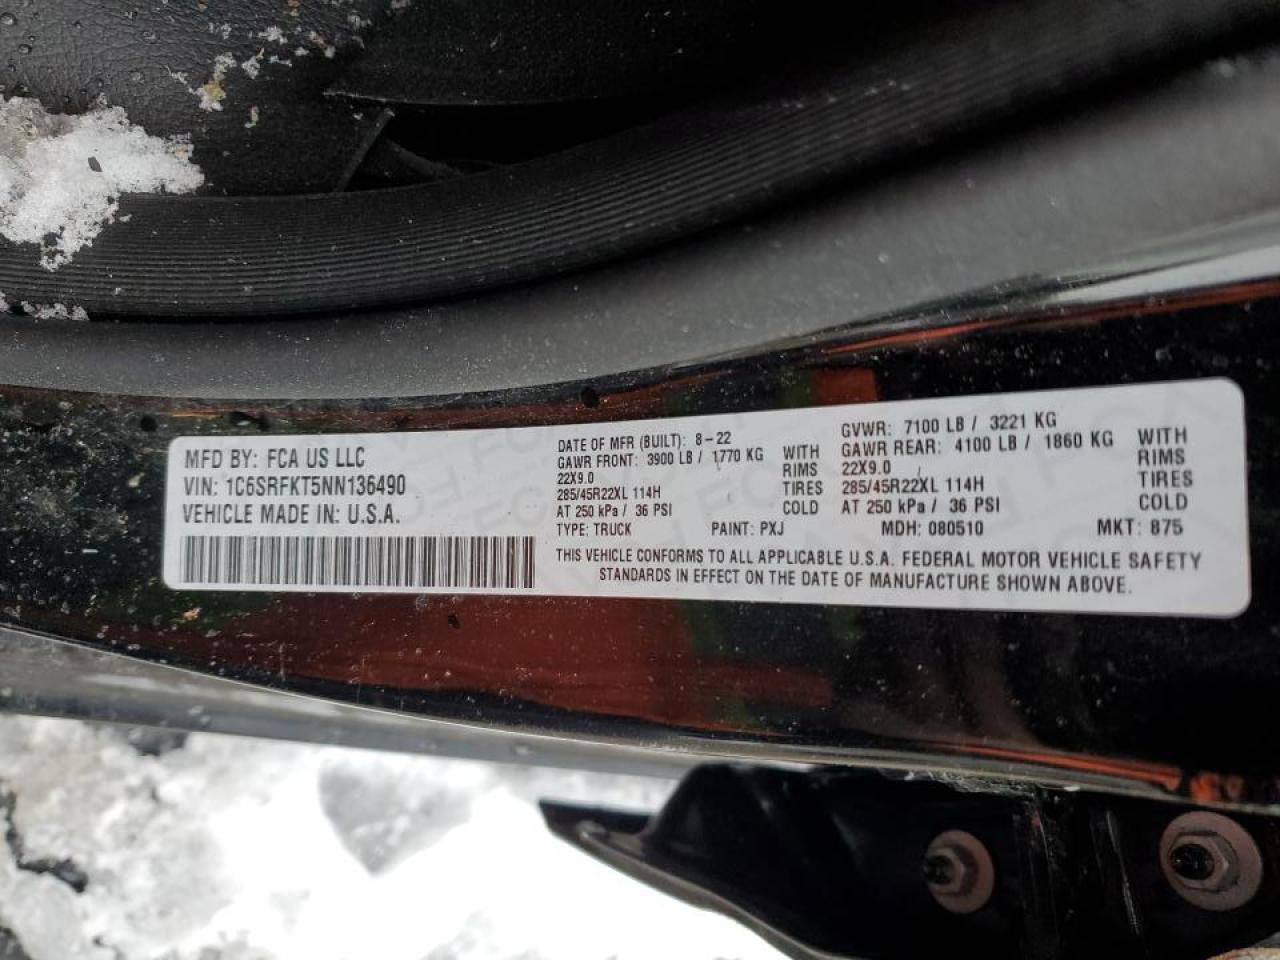 MFD BY: FCA US LLC
VIN: 1C6SRFKT5NN136490
VEHICLE MADE IN: U.S.A.
DATE OF MFR (BUILT): 8-22
GAWR FRONT: 3900 LB / 1770 KG WITH
22X9.0 RIMS
285/45R22XL 114H TIRES
AT 250 kPa / 36 PSI COLD
GVWR: 7100 LB / 3221 KG
GAWR REAR: 4100 LB / 1860 KG WITH
22X9.0 RIMS
285/45R22XL 114H TIRES
AT 250 kPa / 36 PSI COLD
TYPE: TRUCK PAINT: PXJ MDH: 080510 MKT: 875
THIS VEHICLE CONFORMS TO ALL APPLICABLE U.S.A. FEDERAL MOTOR VEHICLE SAFETY
STANDARDS IN EFFECT ON THE DATE OF MANUFACTURE SHOWN ABOVE.